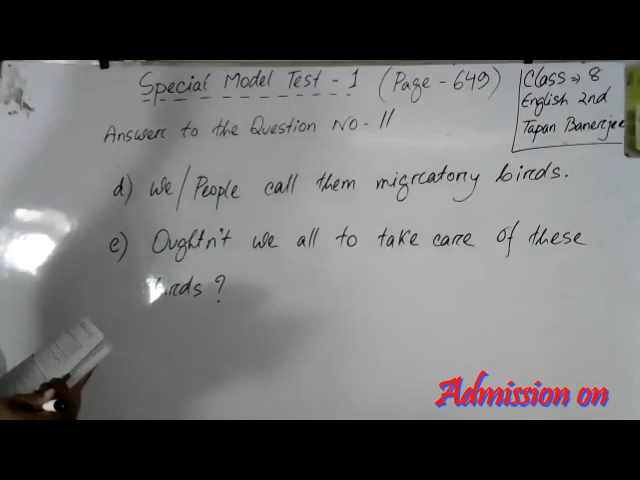 Special Model Test - 1 (Page - 649)
Class ⇒ 8
English 2nd
Tapan Banerjee
Answer to the Question No - 11
d) We/People call them migratory birds.
e) Oughtn't we all to take care of these
birds ?
Admission on